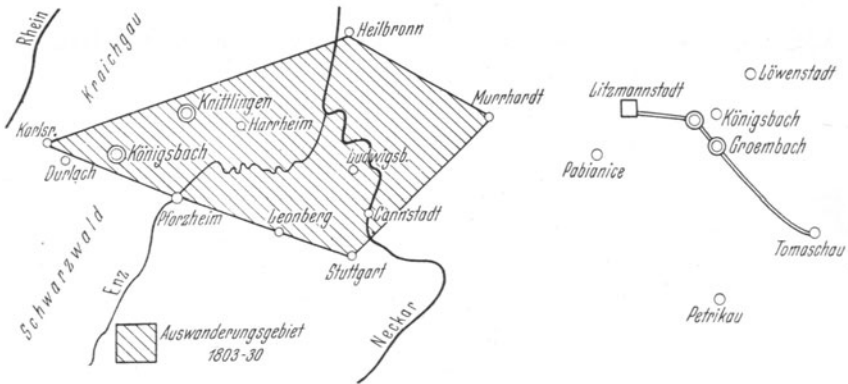 Rhein
Kraichgau
Heilbronn
Knittlingen
Harrheim
Murrhardt
Karlsr.
Durlach
Königsbach
Ludwigsb.
Pforzheim
Leonberg
Cannstadt
Stuttgart
Schwarzwald
Enz
Neckar
Auswanderungsgebiet
1803-30
Löwenstadt
Litzmannstadt
Königsbach
Groembach
Pabianice
Tomaschau
Petrikau